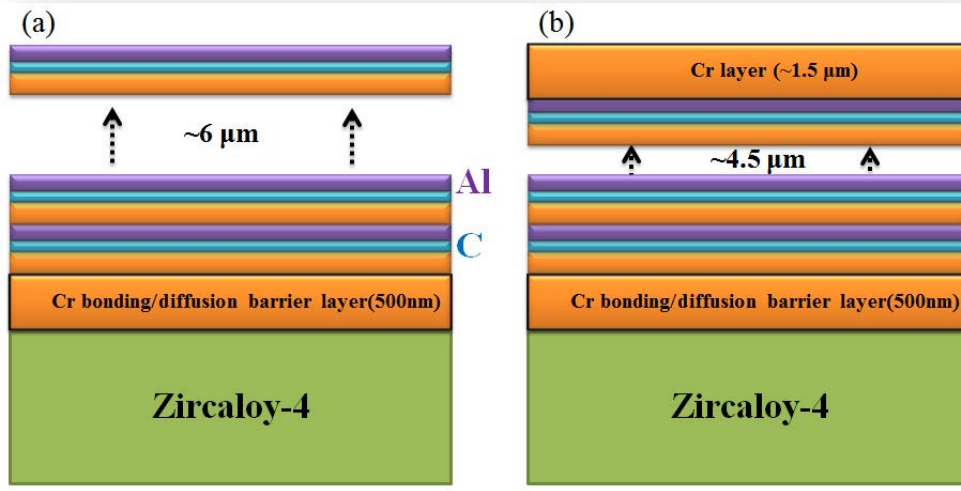 (a)
~6 μm
Al
C
Cr bonding/diffusion barrier layer(500nm)
Zircaloy-4
(b)
Cr layer (~1.5 μm)
~4.5 μm
Cr bonding/diffusion barrier layer(500nm)
Zircaloy-4